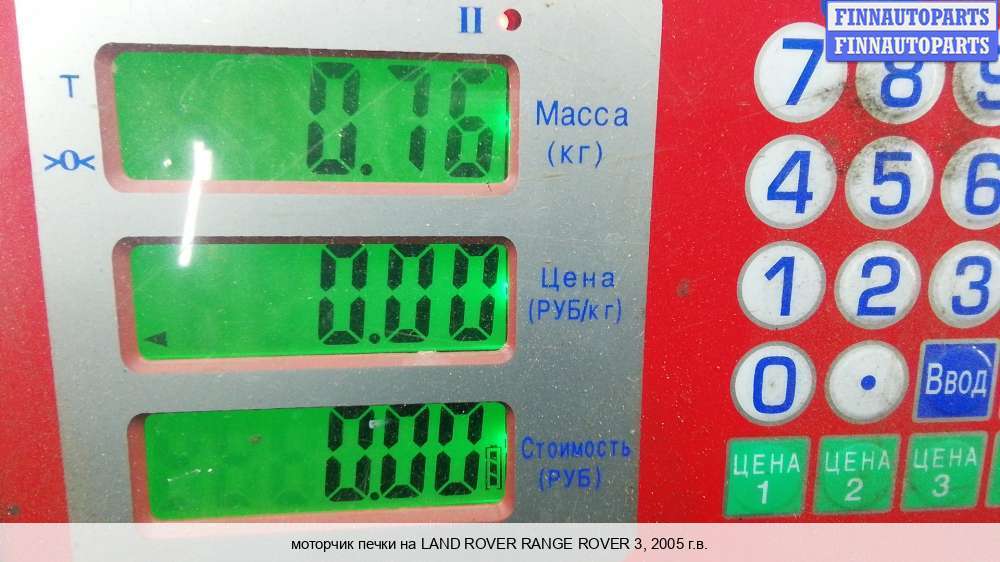 II
FINNAUTOPARTS
FINNAUTOPARTS
Т
>0<
0.76
Масса
(кг)
0.00
Цена
(РУБ/кг)
0.00
Стоимость
(РУБ)
7 8 9
4 5 6
1 2 3
0 . Ввод
ЦЕНА 1
ЦЕНА 2
ЦЕНА 3
моторчик печки на LAND ROVER RANGE ROVER 3, 2005 г.в.